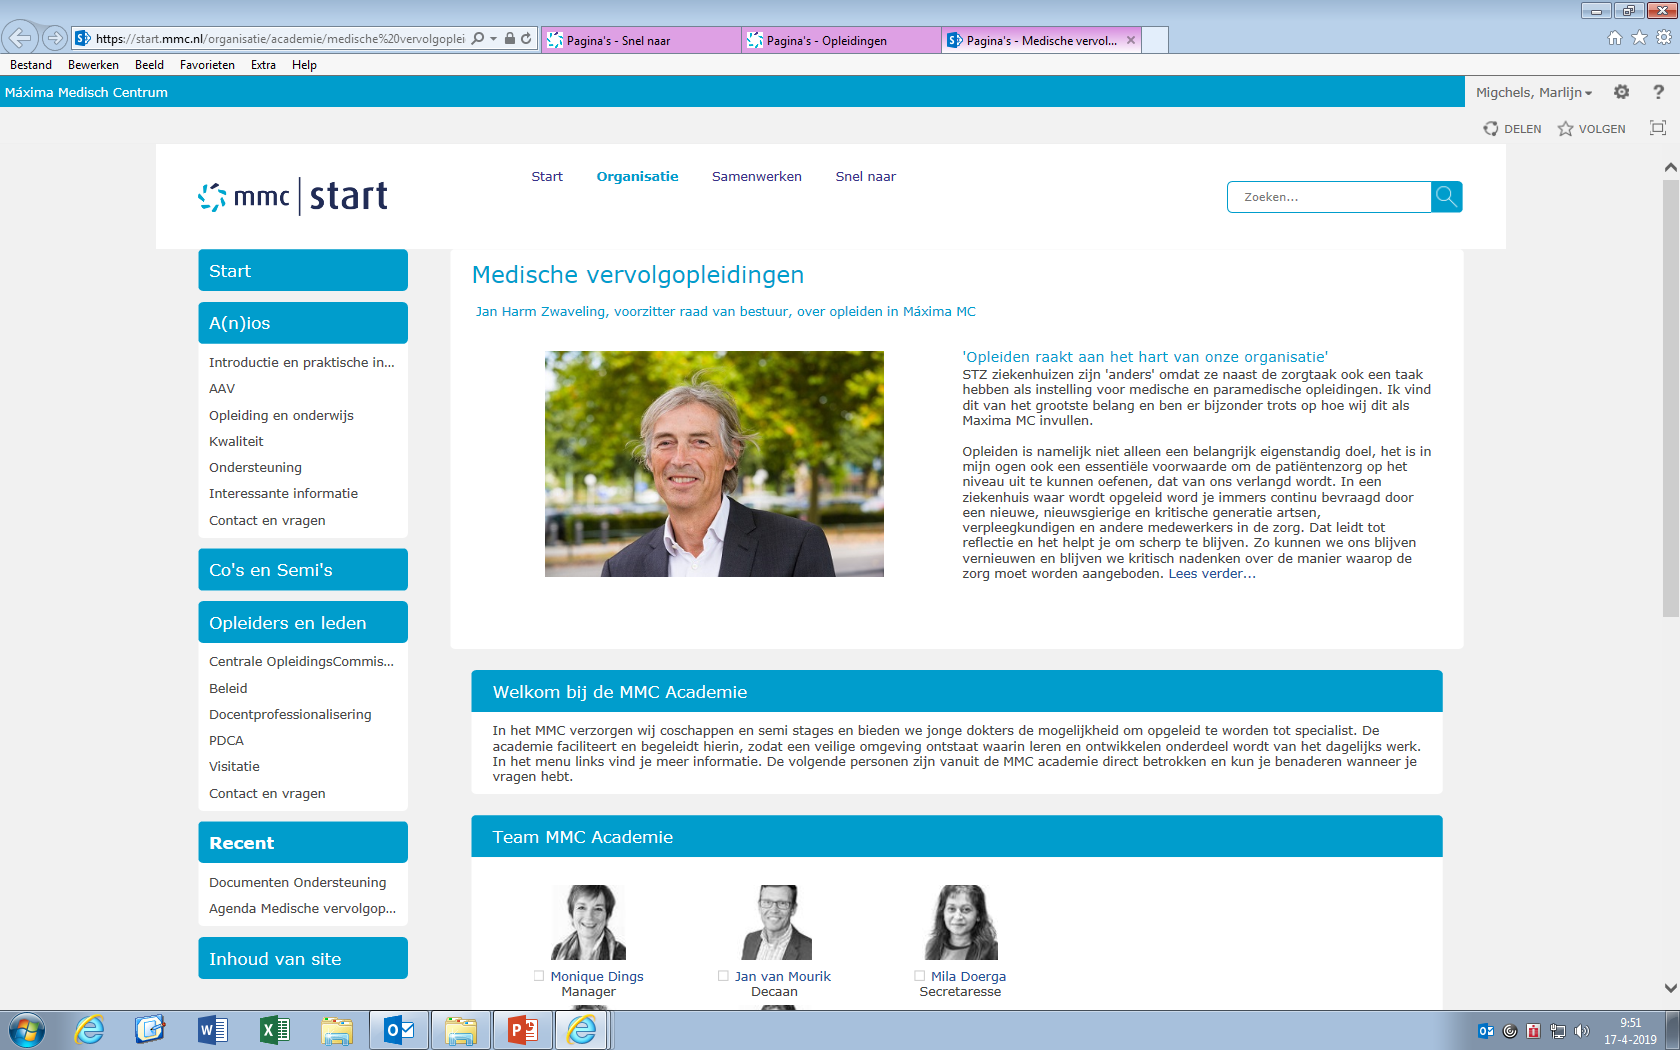 https://start.mmc.nl/organisatie/academie/medische%20vervolgoplei
Pagina's - Snel naar
Pagina's - Opleidingen
Pagina's - Medische vervol...
Bestand Bewerken Beeld Favorieten Extra Help
Máxima Medisch Centrum
Migchels, Marlijn
?
DELEN
VOLGEN
mmc | start
Start Organisatie Samenwerken Snel naar
Zoeken...
Start
A(n)ios
Introductie en praktische in...
AAV
Opleiding en onderwijs
Kwaliteit
Ondersteuning
Interessante informatie
Contact en vragen
Co's en Semi's
Opleiders en leden
Centrale OpleidingsCommis...
Beleid
Docentprofessionalisering
PDCA
Visitatie
Contact en vragen
Recent
Documenten Ondersteuning
Agenda Medische vervolgop...
Inhoud van site
Medische vervolgopleidingen
Jan Harm Zwaveling, voorzitter raad van bestuur, over opleiden in Máxima MC
'Opleiden raakt aan het hart van onze organisatie'
STZ ziekenhuizen zijn 'anders' omdat ze naast de zorgtaak ook een taak
hebben als instelling voor medische en paramedische opleidingen. Ik vind
dit van het grootste belang en ben er bijzonder trots op hoe wij dit als
Maxima MC invullen.
Opleiden is namelijk niet alleen een belangrijk eigenstandig doel, het is in
mijn ogen ook een essentiële voorwaarde om de patiëntenzorg op het
niveau uit te kunnen oefenen, dat van ons verlangd wordt. In een
ziekenhuis waar wordt opgeleid word je immers continu bevraagd door
een nieuwe, nieuwsgierige en kritische generatie artsen,
verpleegkundigen en andere medewerkers in de zorg. Dat leidt tot
reflectie en het helpt je om scherp te blijven. Zo kunnen we ons blijven
vernieuwen en blijven we kritisch nadenken over de manier waarop de
zorg moet worden aangeboden. Lees verder...
Welkom bij de MMC Academie
In het MMC verzorgen wij coschappen en semi stages en bieden we jonge dokters de mogelijkheid om opgeleid te worden tot specialist. De
academie faciliteert en begeleidt hierin, zodat een veilige omgeving ontstaat waarin leren en ontwikkelen onderdeel wordt van het dagelijks werk.
In het menu links vind je meer informatie. De volgende personen zijn vanuit de MMC academie direct betrokken en kun je benaderen wanneer je
vragen hebt.
Team MMC Academie
Monique Dings
Manager
Jan van Mourik
Decaan
Mila Doerga
Secretaresse
9:51
17-4-2019